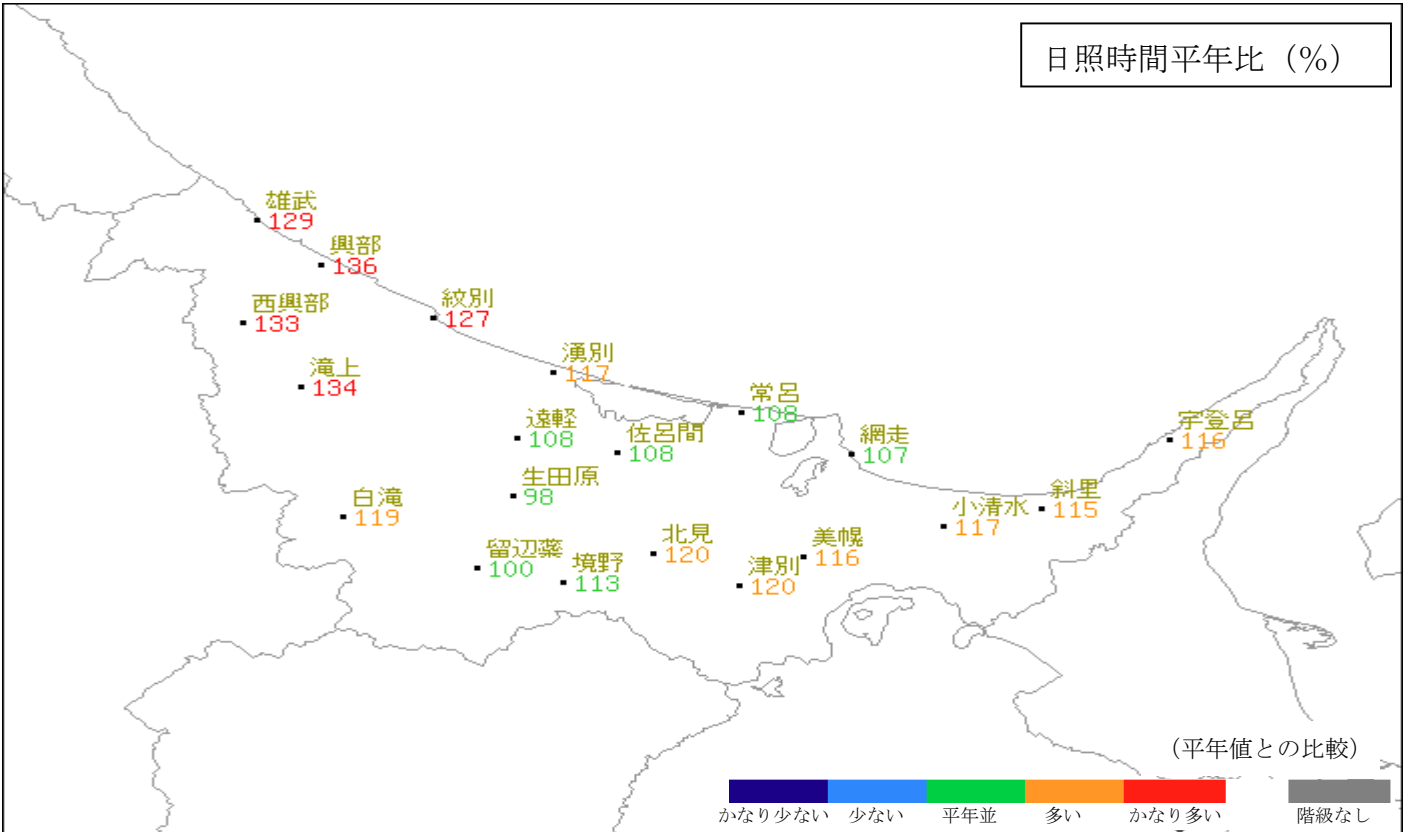 日照時間平年比（%）
雄武
129
興部
136
西興部
133
紋別
127
滝上
134
湧別
117
常呂
108
遠軽
108
佐呂間
108
網走
107
宇登呂
116
生田原
98
白滝
119
小清水
117
斜里
115
留辺蘂
100
境野
113
北見
120
美幌
116
津別
120
（平年値との比較）
かなり少ない 少ない 平年並 多い かなり多い 階級なし